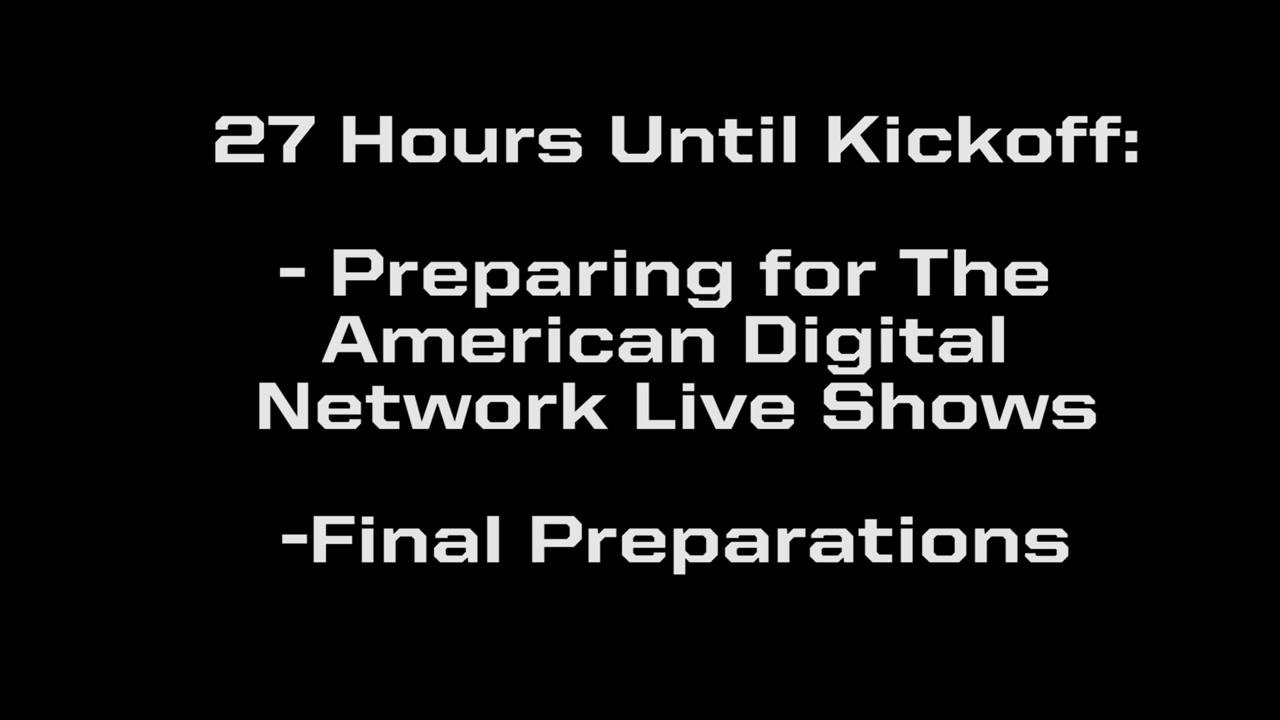 27 Hours Until Kickoff:
- Preparing for The
American Digital
Network Live Shows
-Final Preparations